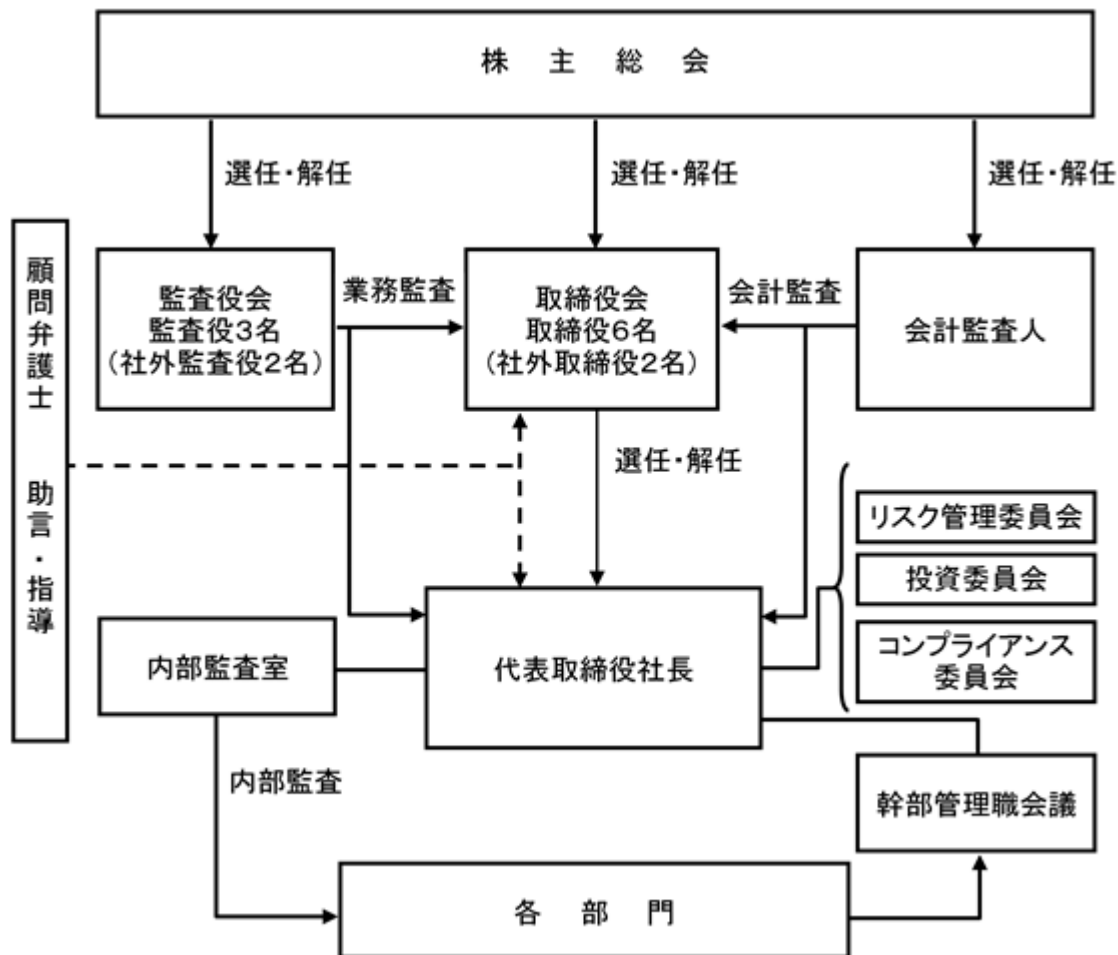 株 主 総 会
選任・解任
選任・解任
選任・解任
顧問弁護士 助言・指導
監査役会
監査役3名
(社外監査役2名)
業務監査
取締役会
取締役6名
(社外取締役2名)
会計監査
会計監査人
選任・解任
リスク管理委員会
投資委員会
コンプライアンス
委員会
内部監査室
代表取締役社長
内部監査
幹部管理職会議
各 部 門